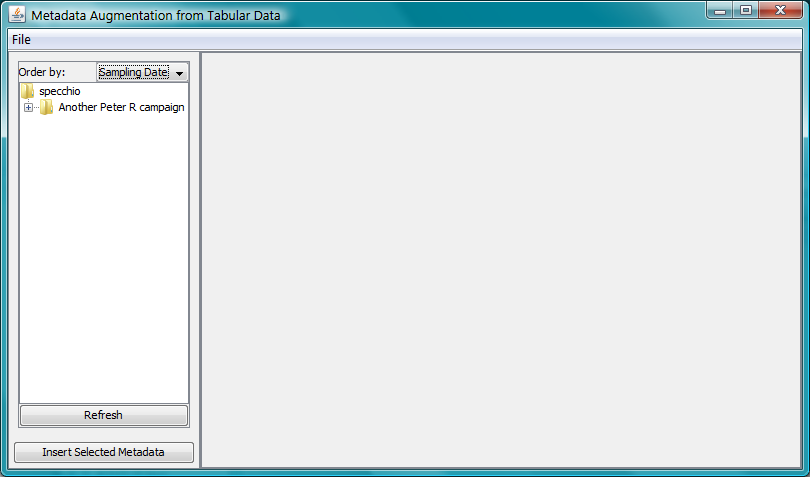 Metadata Augmentation from Tabular Data
File
Order by: Sampling Date
specchio
Another Peter R campaign
Refresh
Insert Selected Metadata